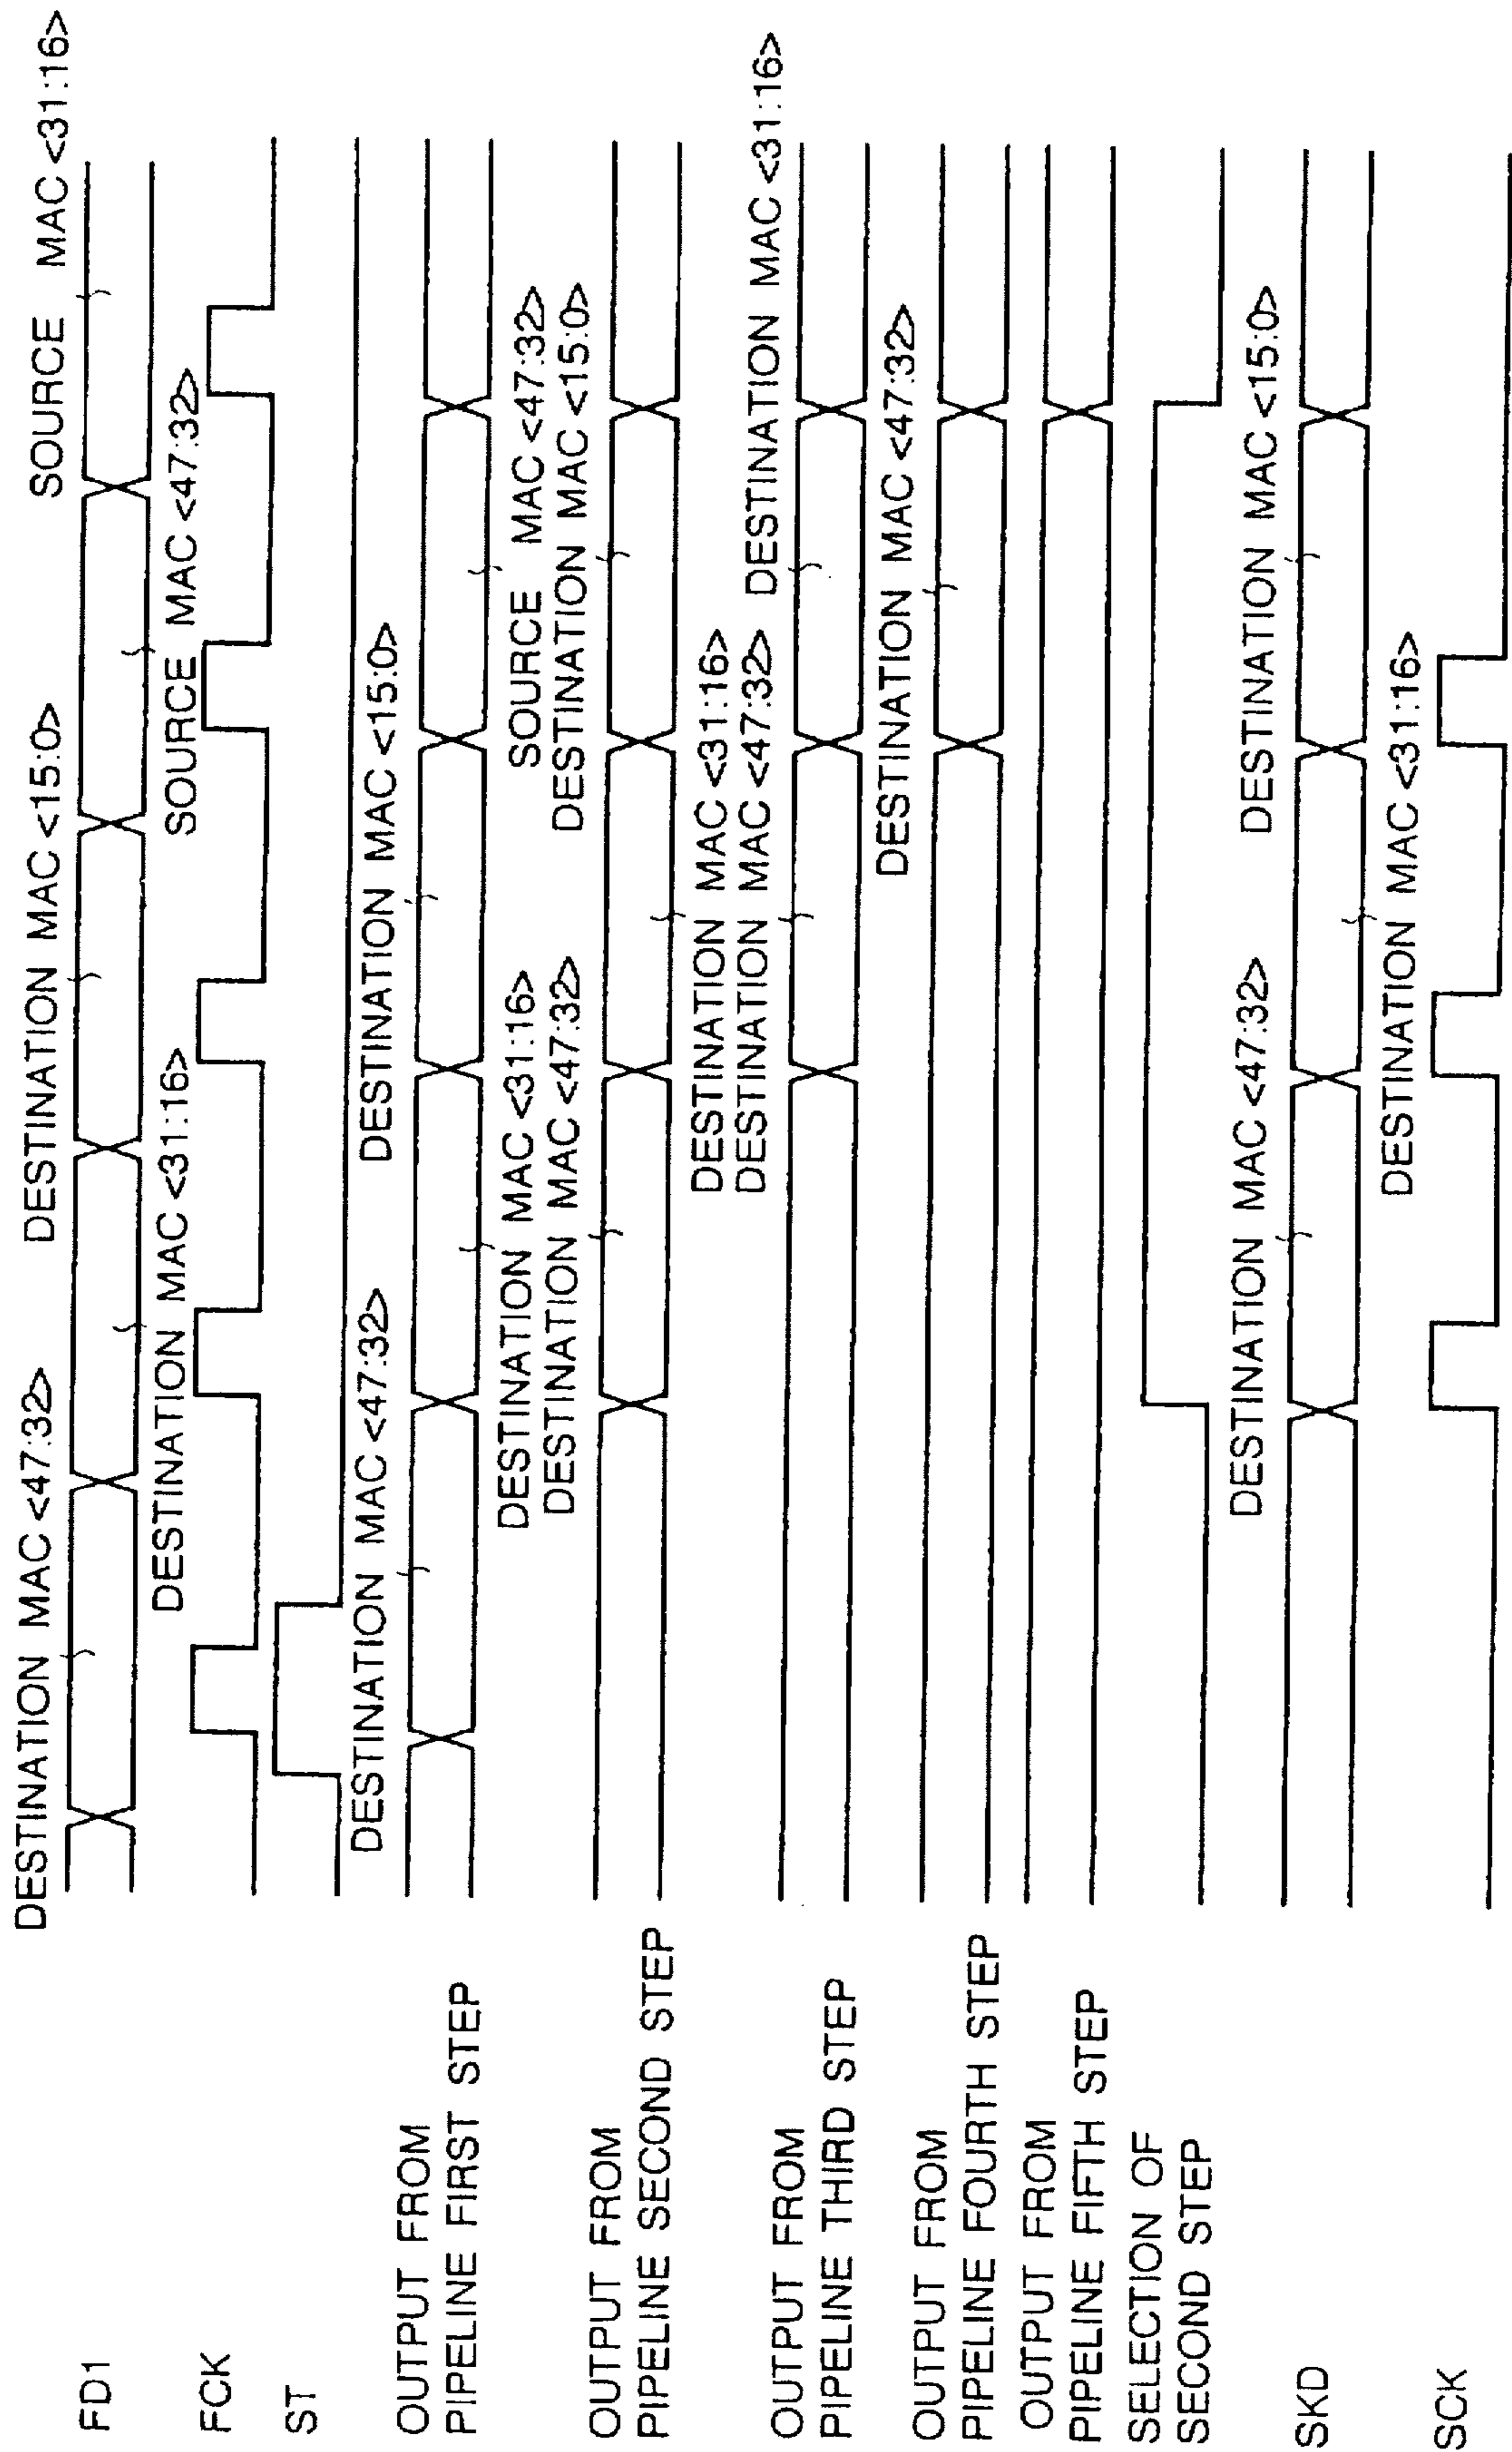 FD1
DESTINATION MAC <47:32>
DESTINATION MAC <15:0>
SOURCE MAC <31:16>
DESTINATION MAC <31:16>
SOURCE MAC <47:32>
FCK
ST
OUTPUT FROM
PIPELINE FIRST STEP
DESTINATION MAC <47:32>
DESTINATION MAC <15:0>
DESTINATION MAC <31:16>
SOURCE MAC <47:32>
OUTPUT FROM
PIPELINE SECOND STEP
DESTINATION MAC <47:32>
DESTINATION MAC <15:0>
DESTINATION MAC <31:16>
OUTPUT FROM
PIPELINE THIRD STEP
DESTINATION MAC <47:32>
DESTINATION MAC <31:16>
OUTPUT FROM
PIPELINE FOURTH STEP
DESTINATION MAC <47:32>
OUTPUT FROM
PIPELINE FIFTH STEP
SELECTION OF
SECOND STEP
SKD
DESTINATION MAC <47:32>
DESTINATION MAC <15:0>
DESTINATION MAC <31:16>
SCK